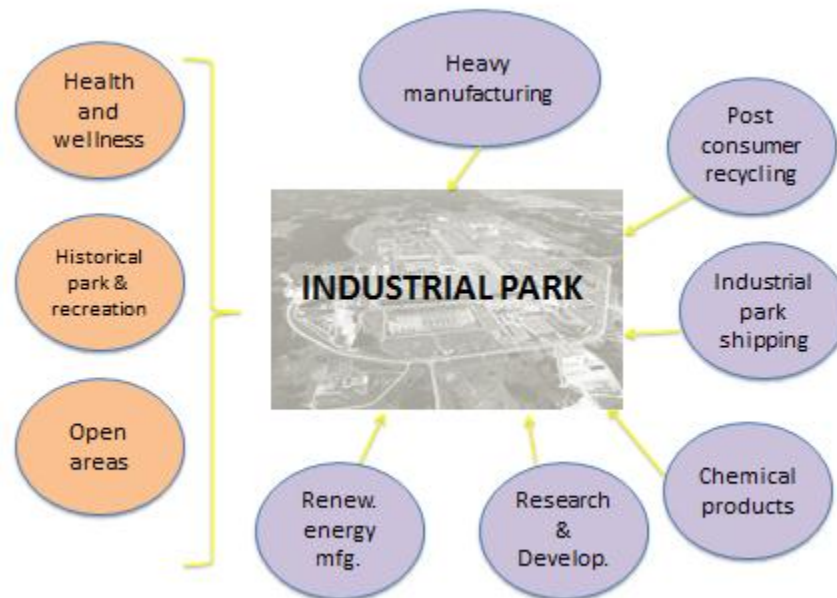 Health
and
wellness
Historical
park &
recreation
Open
areas
Heavy
manufacturing
Post
consumer
recycling
INDUSTRIAL PARK
Industrial
park
shipping
Chemical
products
Renew.
energy
mfg.
Research
&
Develop.